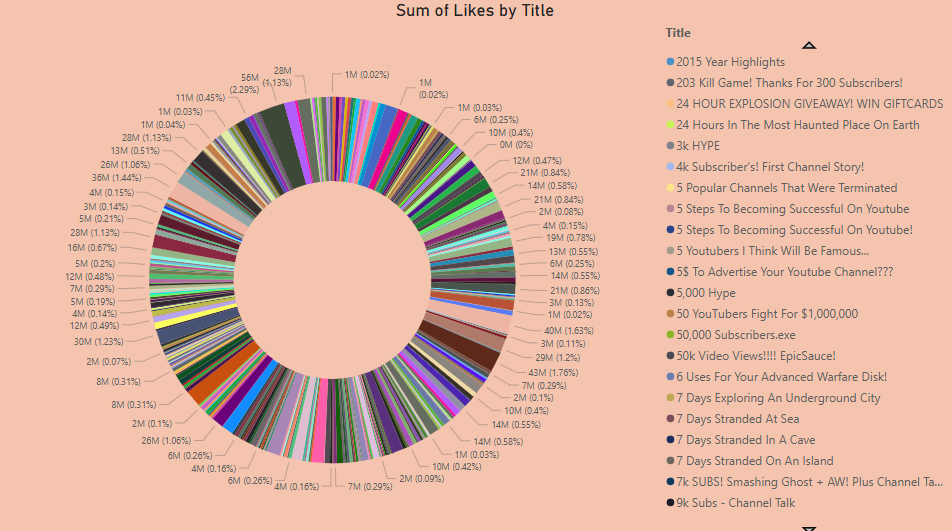 Sum of Likes by Title
28M
(1.13%)
1M (0.02%)
1M
(0.02%)
1M (0.03%)
6M (0.25%)
10M (0.4%)
0M (0%)
12M (0.47%)
21M (0.84%)
14M (0.58%)
21M (0.84%)
2M (0.08%)
4M (0.15%)
19M (0.78%)
13M (0.55%)
6M (0.25%)
14M (0.55%)
21M (0.86%)
3M (0.13%)
1M (0.02%)
40M (1.63%)
3M (0.11%)
29M (1.2%)
43M (1.76%)
7M (0.29%)
2M (0.1%)
10M (0.4%)
14M (0.55%)
14M (0.58%)
1M (0.03%)
10M (0.42%)
2M (0.09%)
7M (0.29%)
4M (0.16%)
6M (0.26%)
4M (0.16%)
6M (0.26%)
26M (1.06%)
2M (0.1%)
8M (0.31%)
8M (0.31%)
2M (0.07%)
30M (1.23%)
12M (0.49%)
4M (0.14%)
5M (0.19%)
7M (0.29%)
12M (0.48%)
5M (0.2%)
16M (0.67%)
28M (1.13%)
5M (0.21%)
3M (0.14%)
4M (0.15%)
36M (1.44%)
26M (1.06%)
13M (0.51%)
28M (1.13%)
1M (0.04%)
1M (0.03%)
11M (0.45%)
56M
(2.29%)
Title
2015 Year Highlights
203 Kill Game! Thanks For 300 Subscribers!
24 HOUR EXPLOSION GIVEAWAY! WIN GIFTCARDS
24 Hours In The Most Haunted Place On Earth
3k HYPE
4k Subscriber's! First Channel Story!
5 Popular Channels That Were Terminated
5 Steps To Becoming Successful On Youtube
5 Steps To Becoming Successful On Youtube!
5 Youtubers I Think Will Be Famous...
5$ To Advertise Your Youtube Channel???
5,000 Hype
50 YouTubers Fight For $1,000,000
50,000 Subscribers.exe
50k Video Views!!!! EpicSauce!
6 Uses For Your Advanced Warfare Disk!
7 Days Exploring An Underground City
7 Days Stranded At Sea
7 Days Stranded In A Cave
7 Days Stranded On An Island
7k SUBS! Smashing Ghost + AW! Plus Channel Ta...
9k Subs - Channel Talk